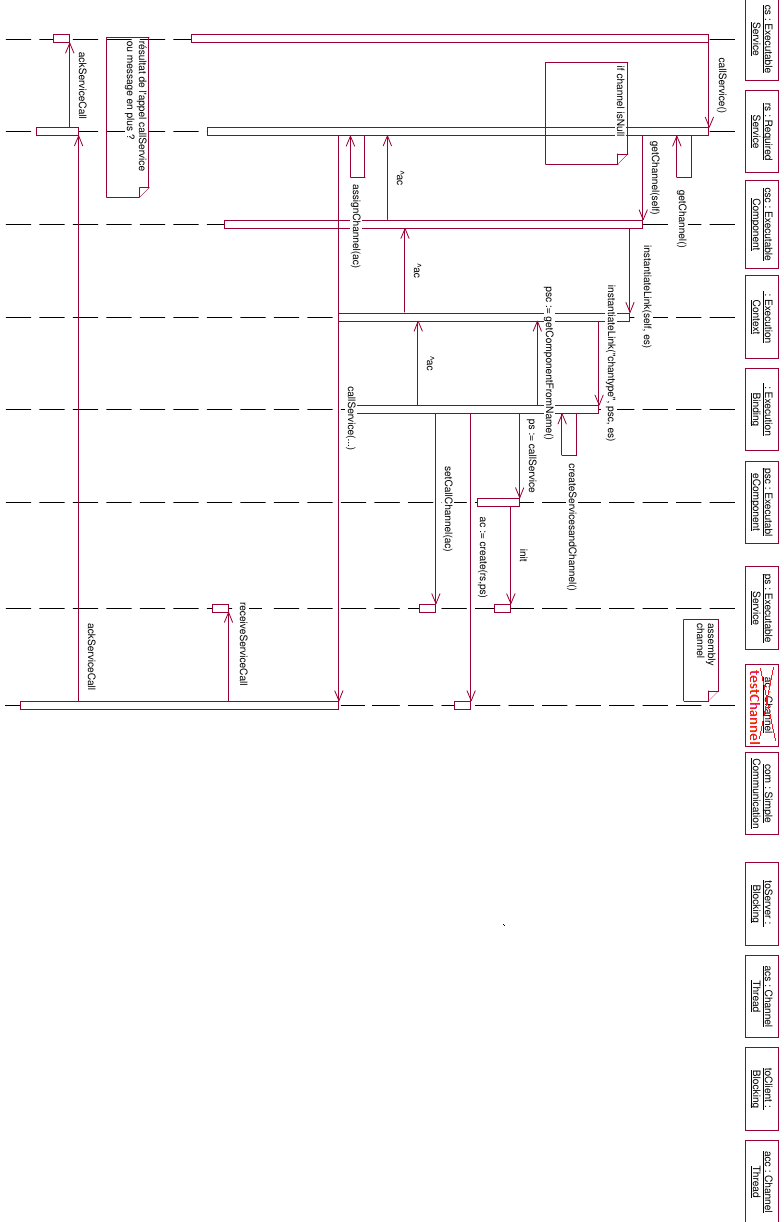 cs : Executable
Service
rs : Required
Service
csc : Executable
Component
: Execution
Context
: Execution
Binding
psc : Executabl
eComponent
ps : Executable
Service
ac : Channel
testChannel
com : Simple
Communication
toServer :
Blocking
acs : Channel
Thread
toClient :
Blocking
acc : Channel
Thread
callService()
getChannel()
assembly
channel
getChannel(self)
instantiateLink(self, es)
if channel isNull
instantiateLink("chantype", psc, es)
createServicesandChannel()
psc := getComponentFromName()
ps := callService
init
ac := create(rs,ps)
setCallChannel(ac)
^ac
^ac
^ac
assignChannel(ac)
callService(...)
receiveServiceCall
résultat de l'appel callService
ou message en plus ?
ackServiceCall
ackServiceCall